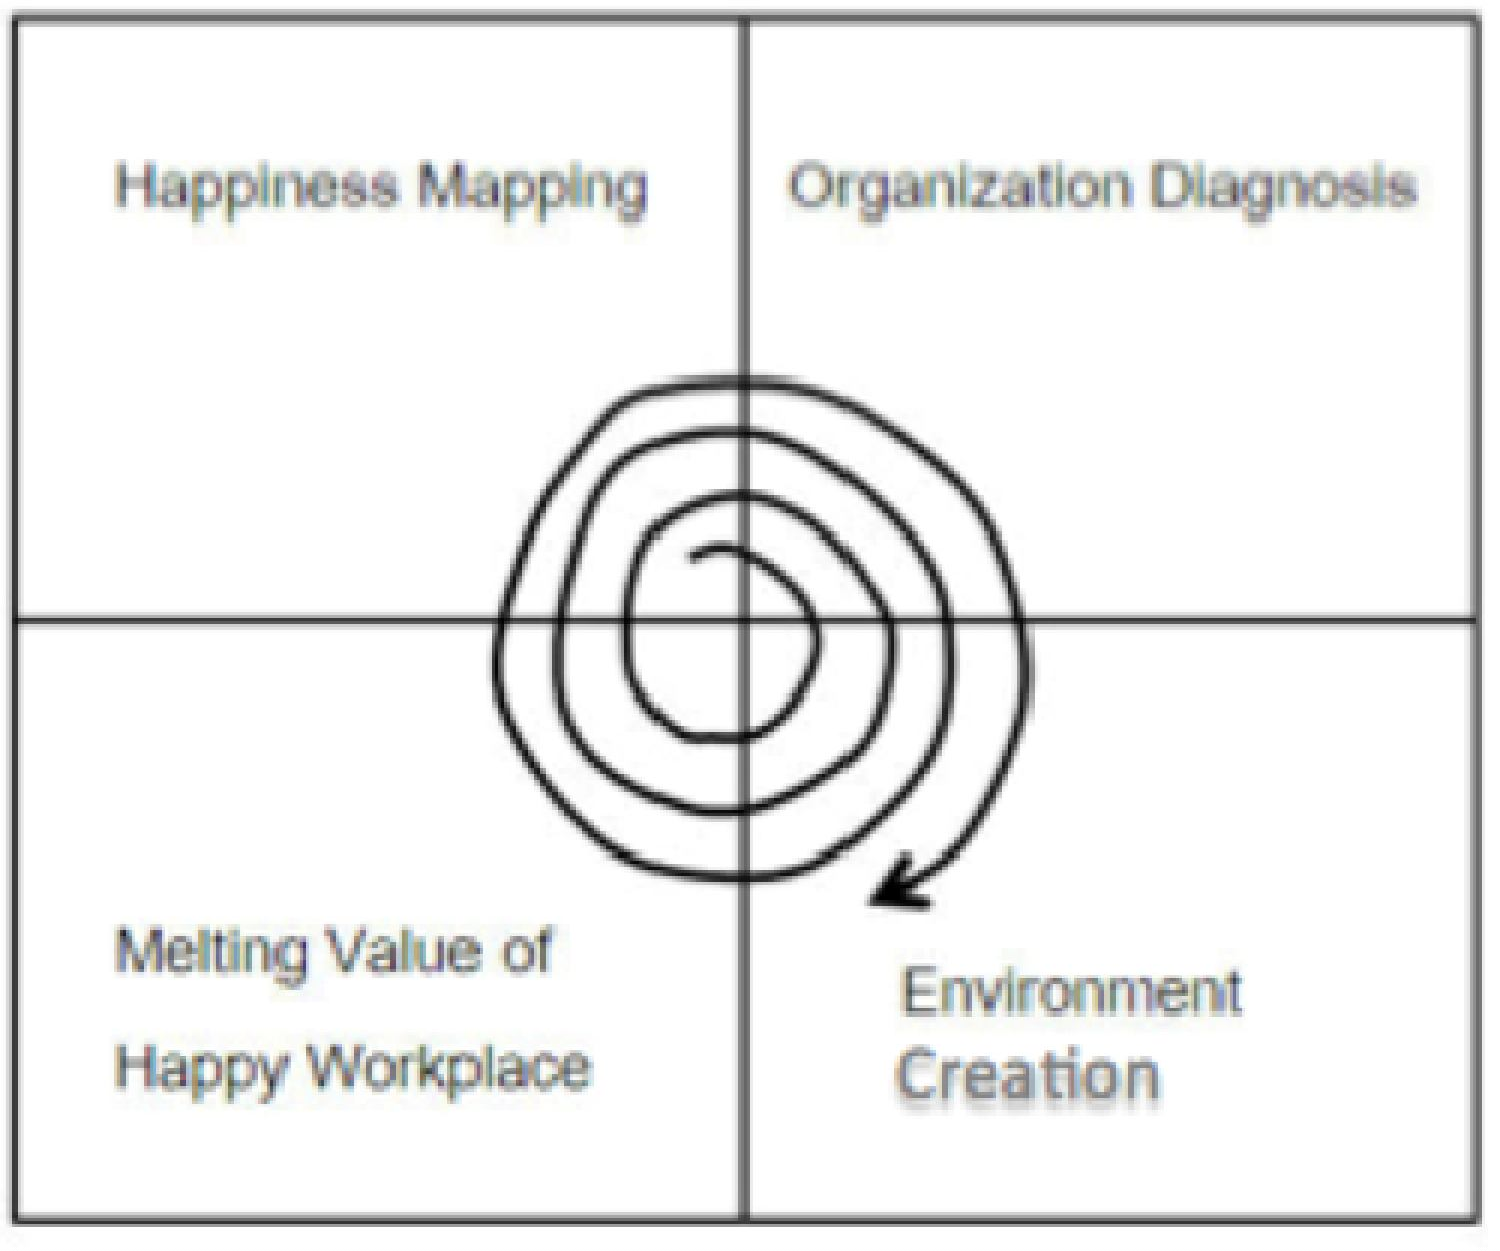 Happiness Mapping
Organization Diagnosis
Melting Value of
Happy Workplace
Environment
Creation